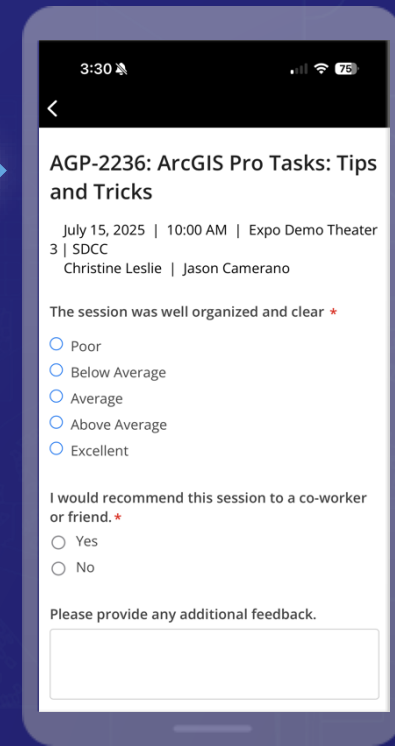 3:30
75
AGP-2236: ArcGIS Pro Tasks: Tips
and Tricks
July 15, 2025 | 10:00 AM | Expo Demo Theater
3 | SDCC
Christine Leslie | Jason Camerano
The session was well organized and clear *
Poor
Below Average
Average
Above Average
Excellent
I would recommend this session to a co-worker
or friend. *
Yes
No
Please provide any additional feedback.